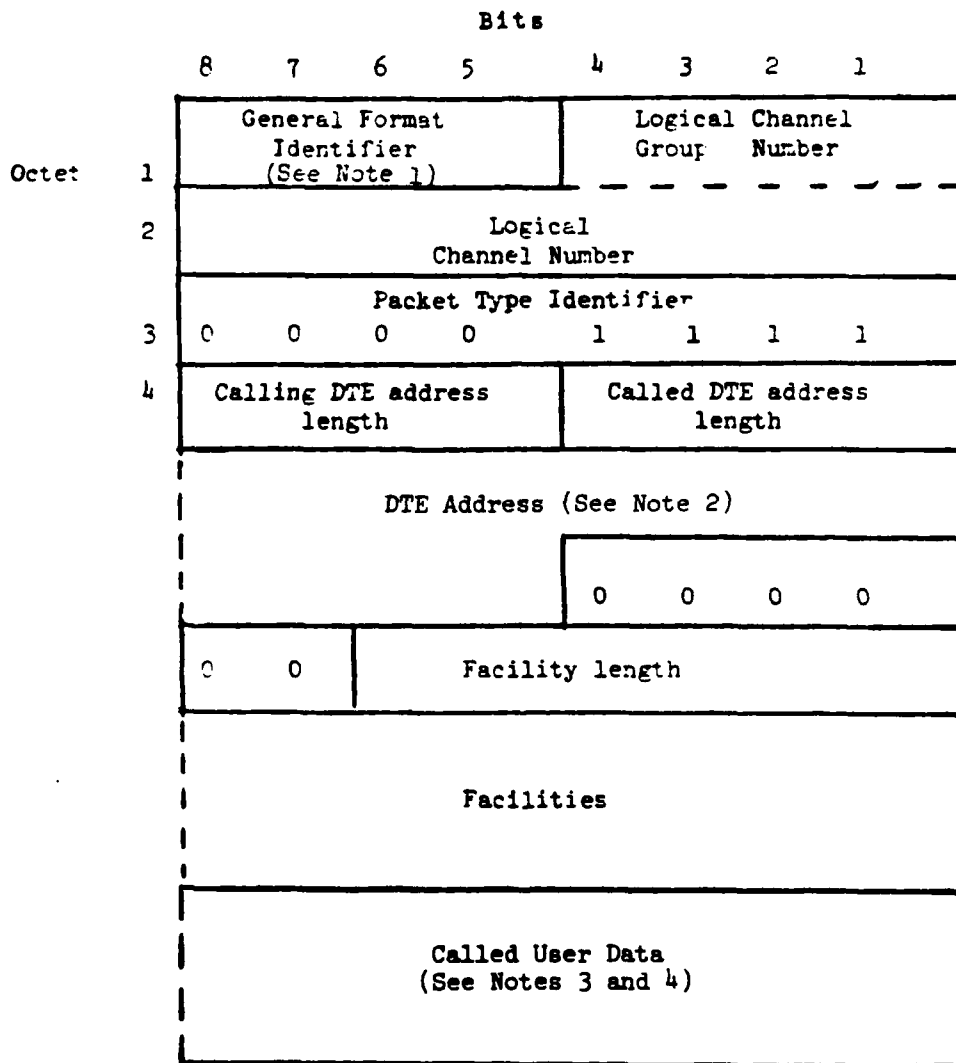 Bits
8 7 6 5 4 3 2 1
General Format Logical Channel
Identifier Group Number
Octet 1 (See Note 1)
2 Logical
Channel Number
Packet Type Identifier
3 0 0 0 0 1 1 1 1
4 Calling DTE address Called DTE address
length length
DTE Address (See Note 2)
0 0 0 0
0 0 Facility length
Facilities
Called User Data
(See Notes 3 and 4)